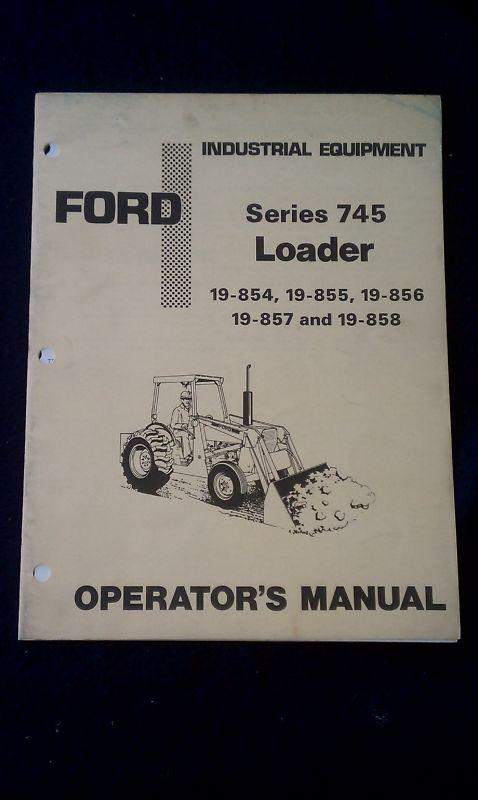 INDUSTRIAL EQUIPMENT
FORD
Series 745
Loader
19-854, 19-855, 19-856
19-857 and 19-858
OPERATOR'S MANUAL